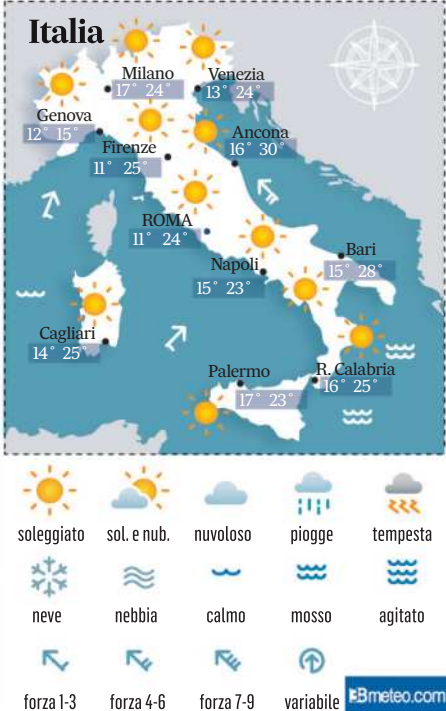 Italia
Milano
17° 24°
Venezia
13° 24°
Genova
12° 15°
Ancona
16° 30°
Firenze
11° 25°
ROMA
11° 24°
Bari
15° 28°
Napoli
15° 23°
Cagliari
14° 25°
Palermo
17° 23°
R. Calabria
16° 25°
soleggiato sol. e nub. nuvoloso piogge tempesta
neve nebbia calmo mosso agitato
forza 1-3 forza 4-6 forza 7-9 variabile
3Bmeteo.com